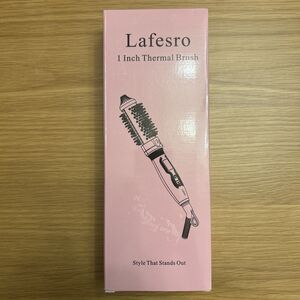 Lafesro
1 Inch Thermal Brush
Style That Stands Out